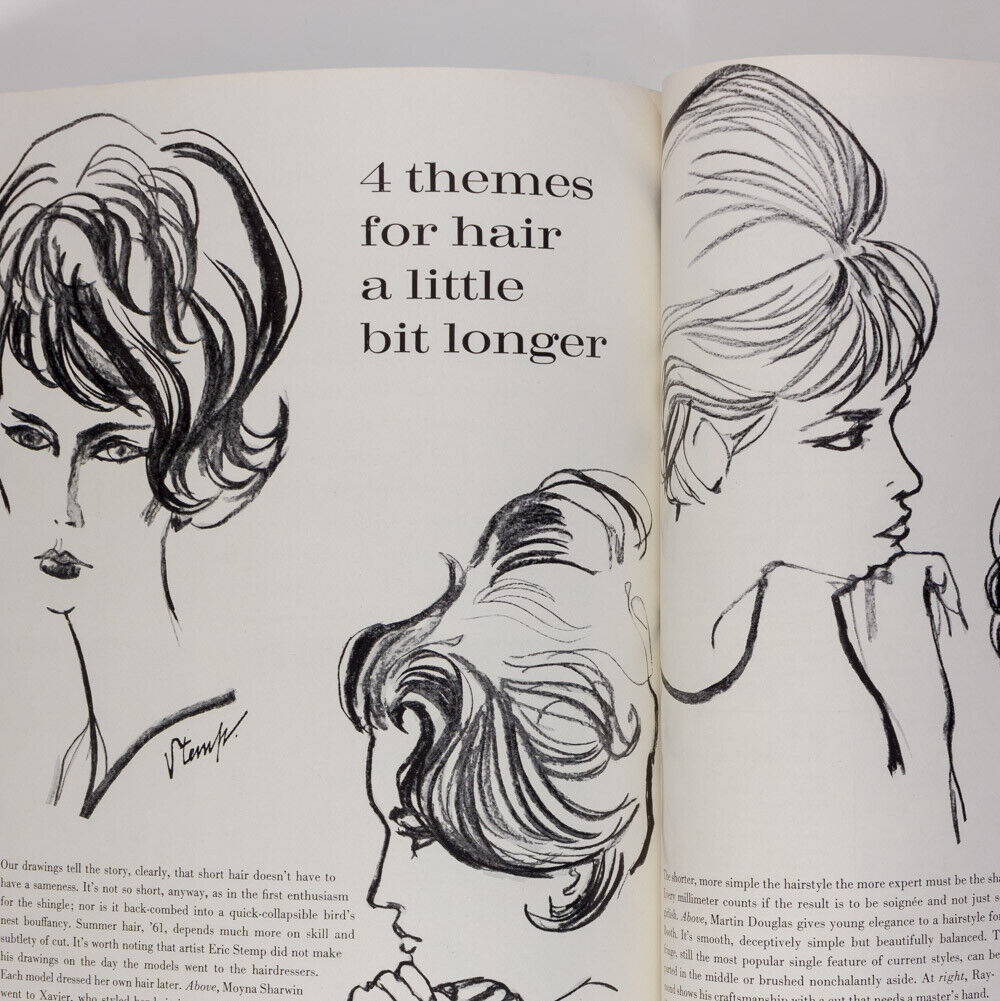 4 themes
for hair
a little
bit longer
Stemp.
Our drawings tell the story, clearly, that short hair doesn't have to
have a sameness. It's not so short, anyway, as in the first enthusiasm
for the shingle; nor is it back-combed into a quick-collapsible bird's
nest bouffancy. Summer hair, '61, depends much more on skill and
subtlety of cut. It's worth noting that artist Eric Stemp did not make
his drawings on the day the models went to the hairdressers.
Each model dressed her own hair later. Above, Moyna Sharwin
went to Xavier, who styled
The shorter, more simple the hairstyle the more expert must be the
Every millimeter counts if the result is to be soignée and not just
Above, Martin Douglas gives young elegance to a hairstyle for
It's smooth, deceptively simple but beautifully balanced.
still the most popular single feature of current styles, can be
in the middle or brushed nonchalantly aside. At right, Ray-
shows his craftsmanship with a cut that needs a master's hand.